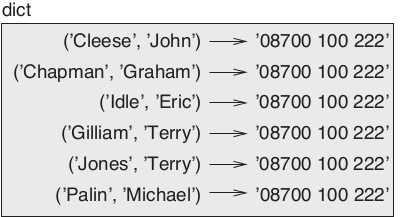 dict
('Cleese', 'John') → '08700 100 222'
('Chapman', 'Graham') → '08700 100 222'
('Idle', 'Eric') → '08700 100 222'
('Gilliam', 'Terry') → '08700 100 222'
('Jones', 'Terry') → '08700 100 222'
('Palin', 'Michael') → '08700 100 222'